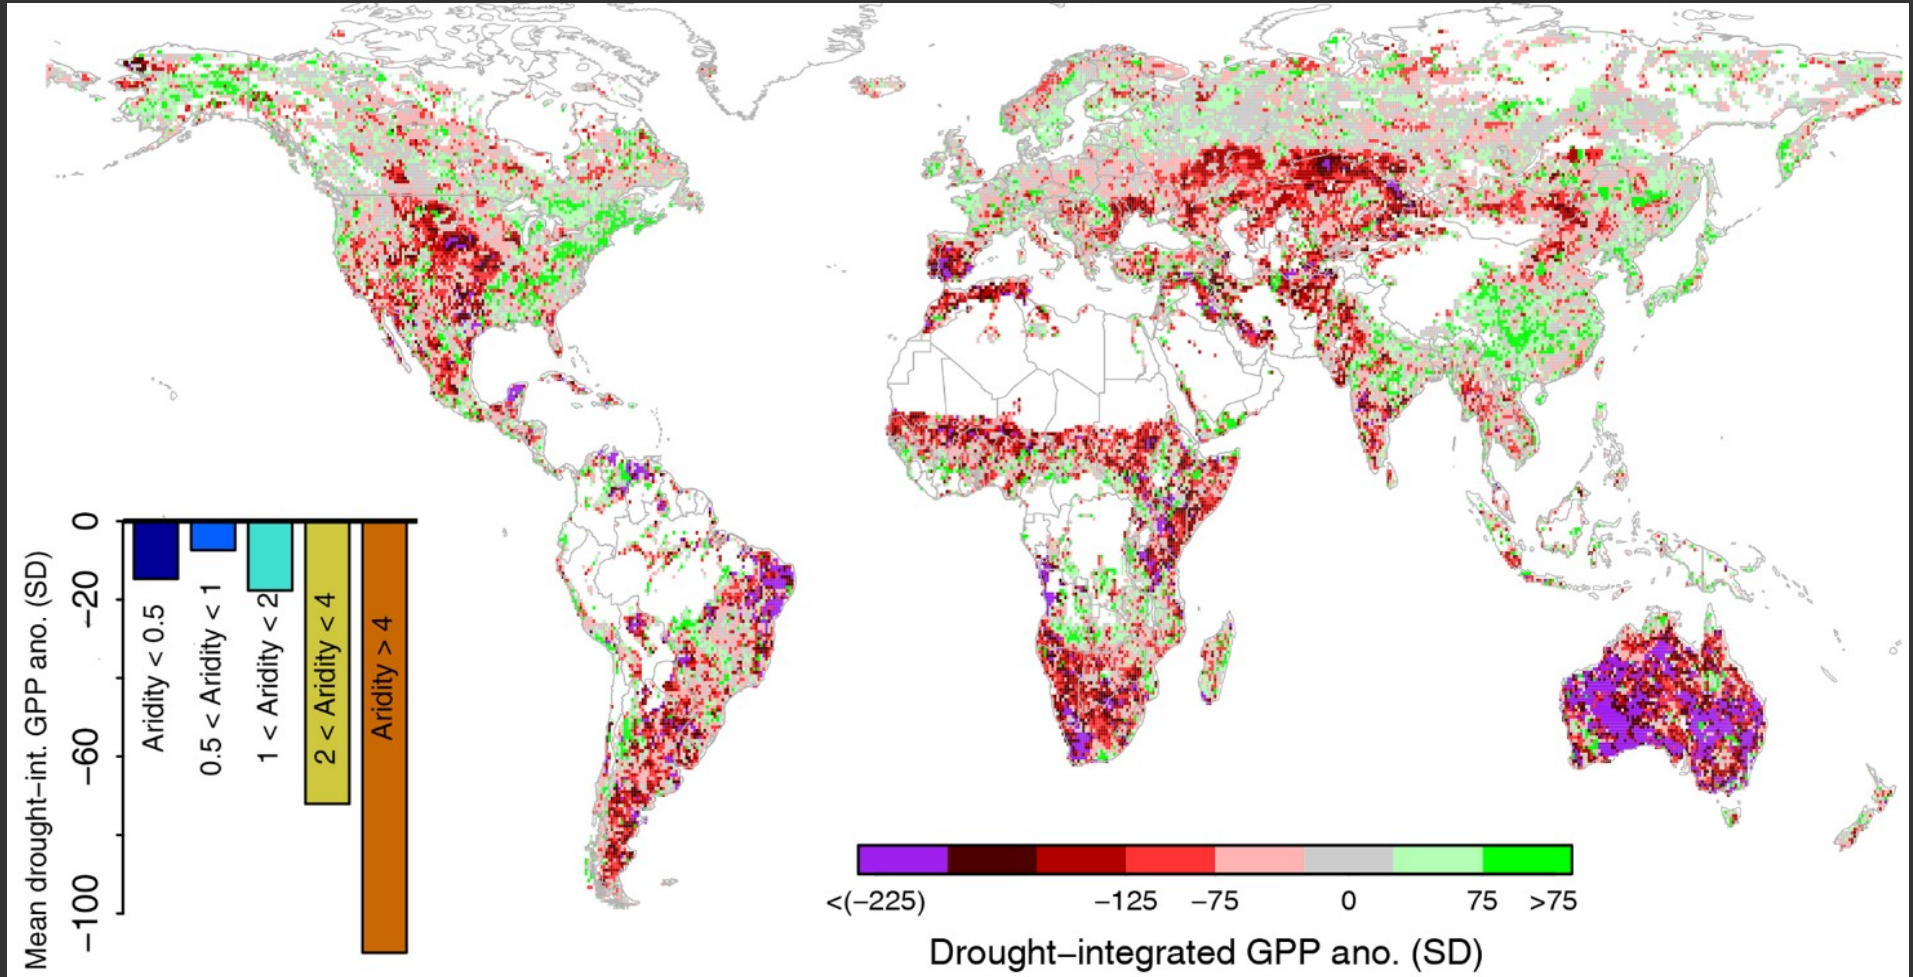 Mean drought−int. GPP ano. (SD)
0
−20
−60
−100
Aridity < 0.5
0.5 < Aridity < 1
1 < Aridity < 2
2 < Aridity < 4
Aridity > 4
<(−225)
−125
−75
0
75
>75
Drought−integrated GPP ano. (SD)